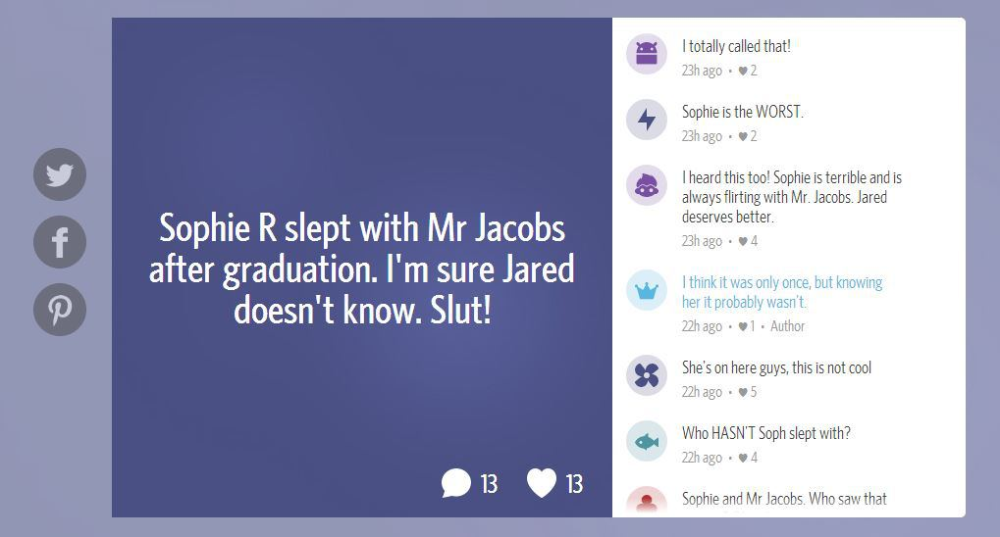 Sophie R slept with Mr Jacobs
after graduation. I'm sure Jared
doesn't know. Slut!
13
13
I totally called that!
23h ago • 2
Sophie is the WORST.
23h ago • 2
I heard this too! Sophie is terrible and is
always flirting with Mr. Jacobs. Jared
deserves better.
23h ago • 4
I think it was only once, but knowing
her it probably wasn't.
22h ago • 1 • Author
She's on here guys, this is not cool
22h ago • 5
Who HASN'T Soph slept with?
22h ago • 4
Sophie and Mr Jacobs. Who saw that